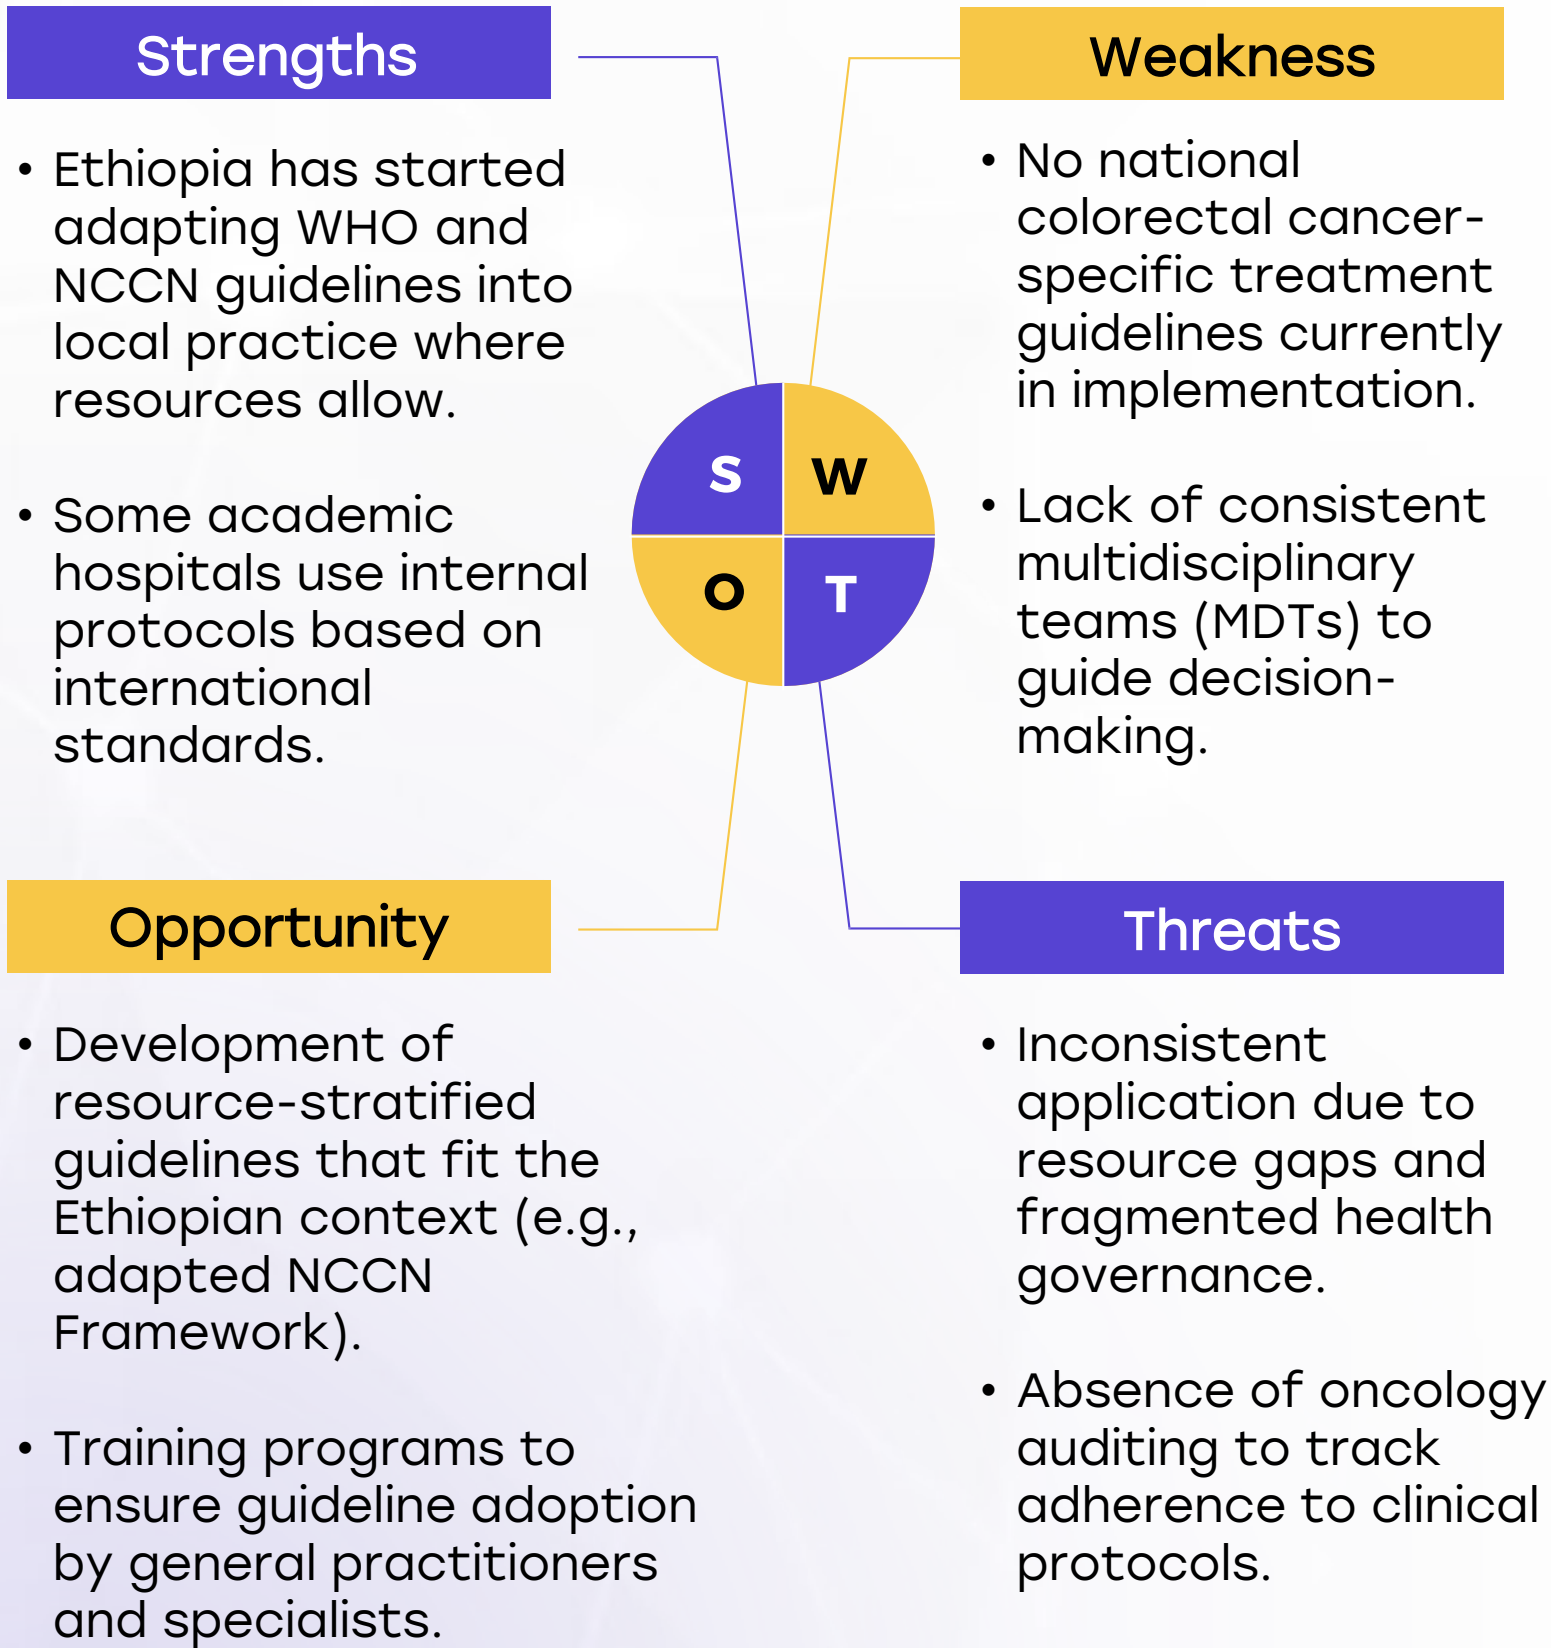 Strengths
• Ethiopia has started
adapting WHO and
NCCN guidelines into
local practice where
resources allow.
• Some academic
hospitals use internal
protocols based on
international
standards.
Weakness
• No national
colorectal cancer-
specific treatment
guidelines currently
in implementation.
• Lack of consistent
multidisciplinary
teams (MDTs) to
guide decision-
making.
S
W
O
T
Opportunity
• Development of
resource-stratified
guidelines that fit the
Ethiopian context (e.g.,
adapted NCCN
Framework).
• Training programs to
ensure guideline adoption
by general practitioners
and specialists.
Threats
• Inconsistent
application due to
resource gaps and
fragmented health
governance.
• Absence of oncology
auditing to track
adherence to clinical
protocols.